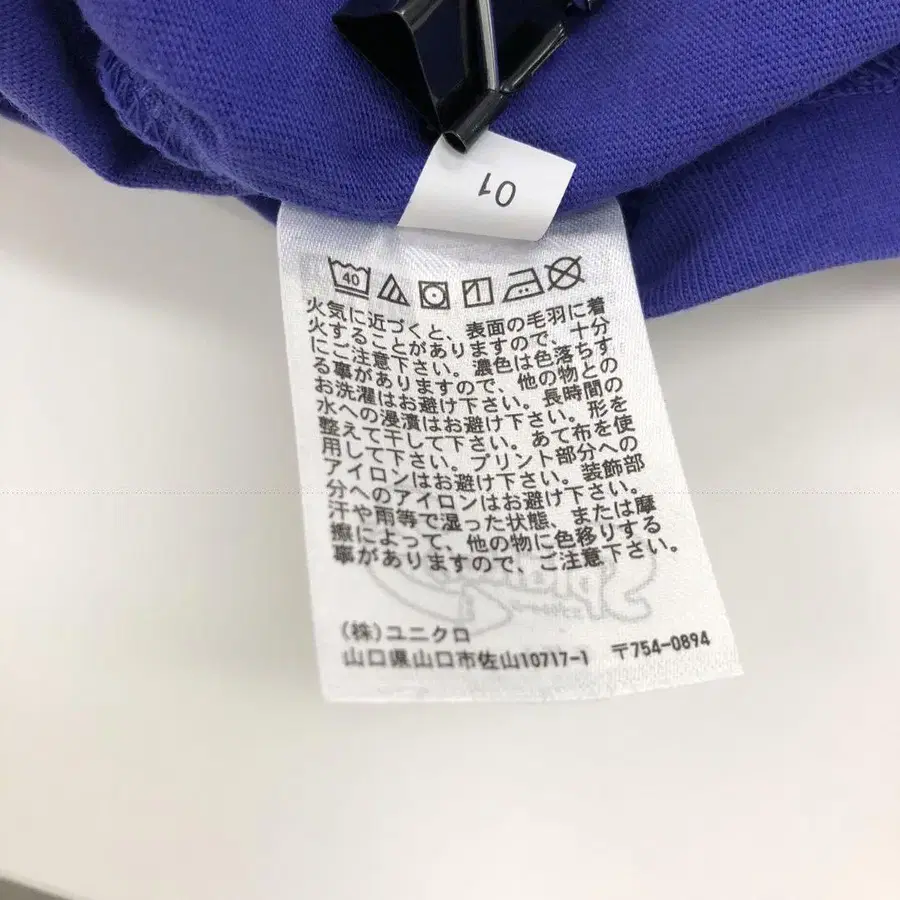 01
40
火気に近づくと、表面の毛羽に着
火することがありますので、十分
にご注意下さい。濃色は色落ちす
る事がありますので、他の物との
お洗濯はお避け下さい。長時間の
水への浸漬はお避け下さい。形を
整えて干して下さい。あて布を使
用して下さい。プリント部分への
アイロンはお避け下さい。装飾部
分へのアイロンはお避け下さい。
汗や雨等で湿った状態、または摩
擦によって、他の物に色移りする
事がありますので、ご注意下さい。
(株)ユニクロ
山口県山口市佐山10717-1 〒754-0894